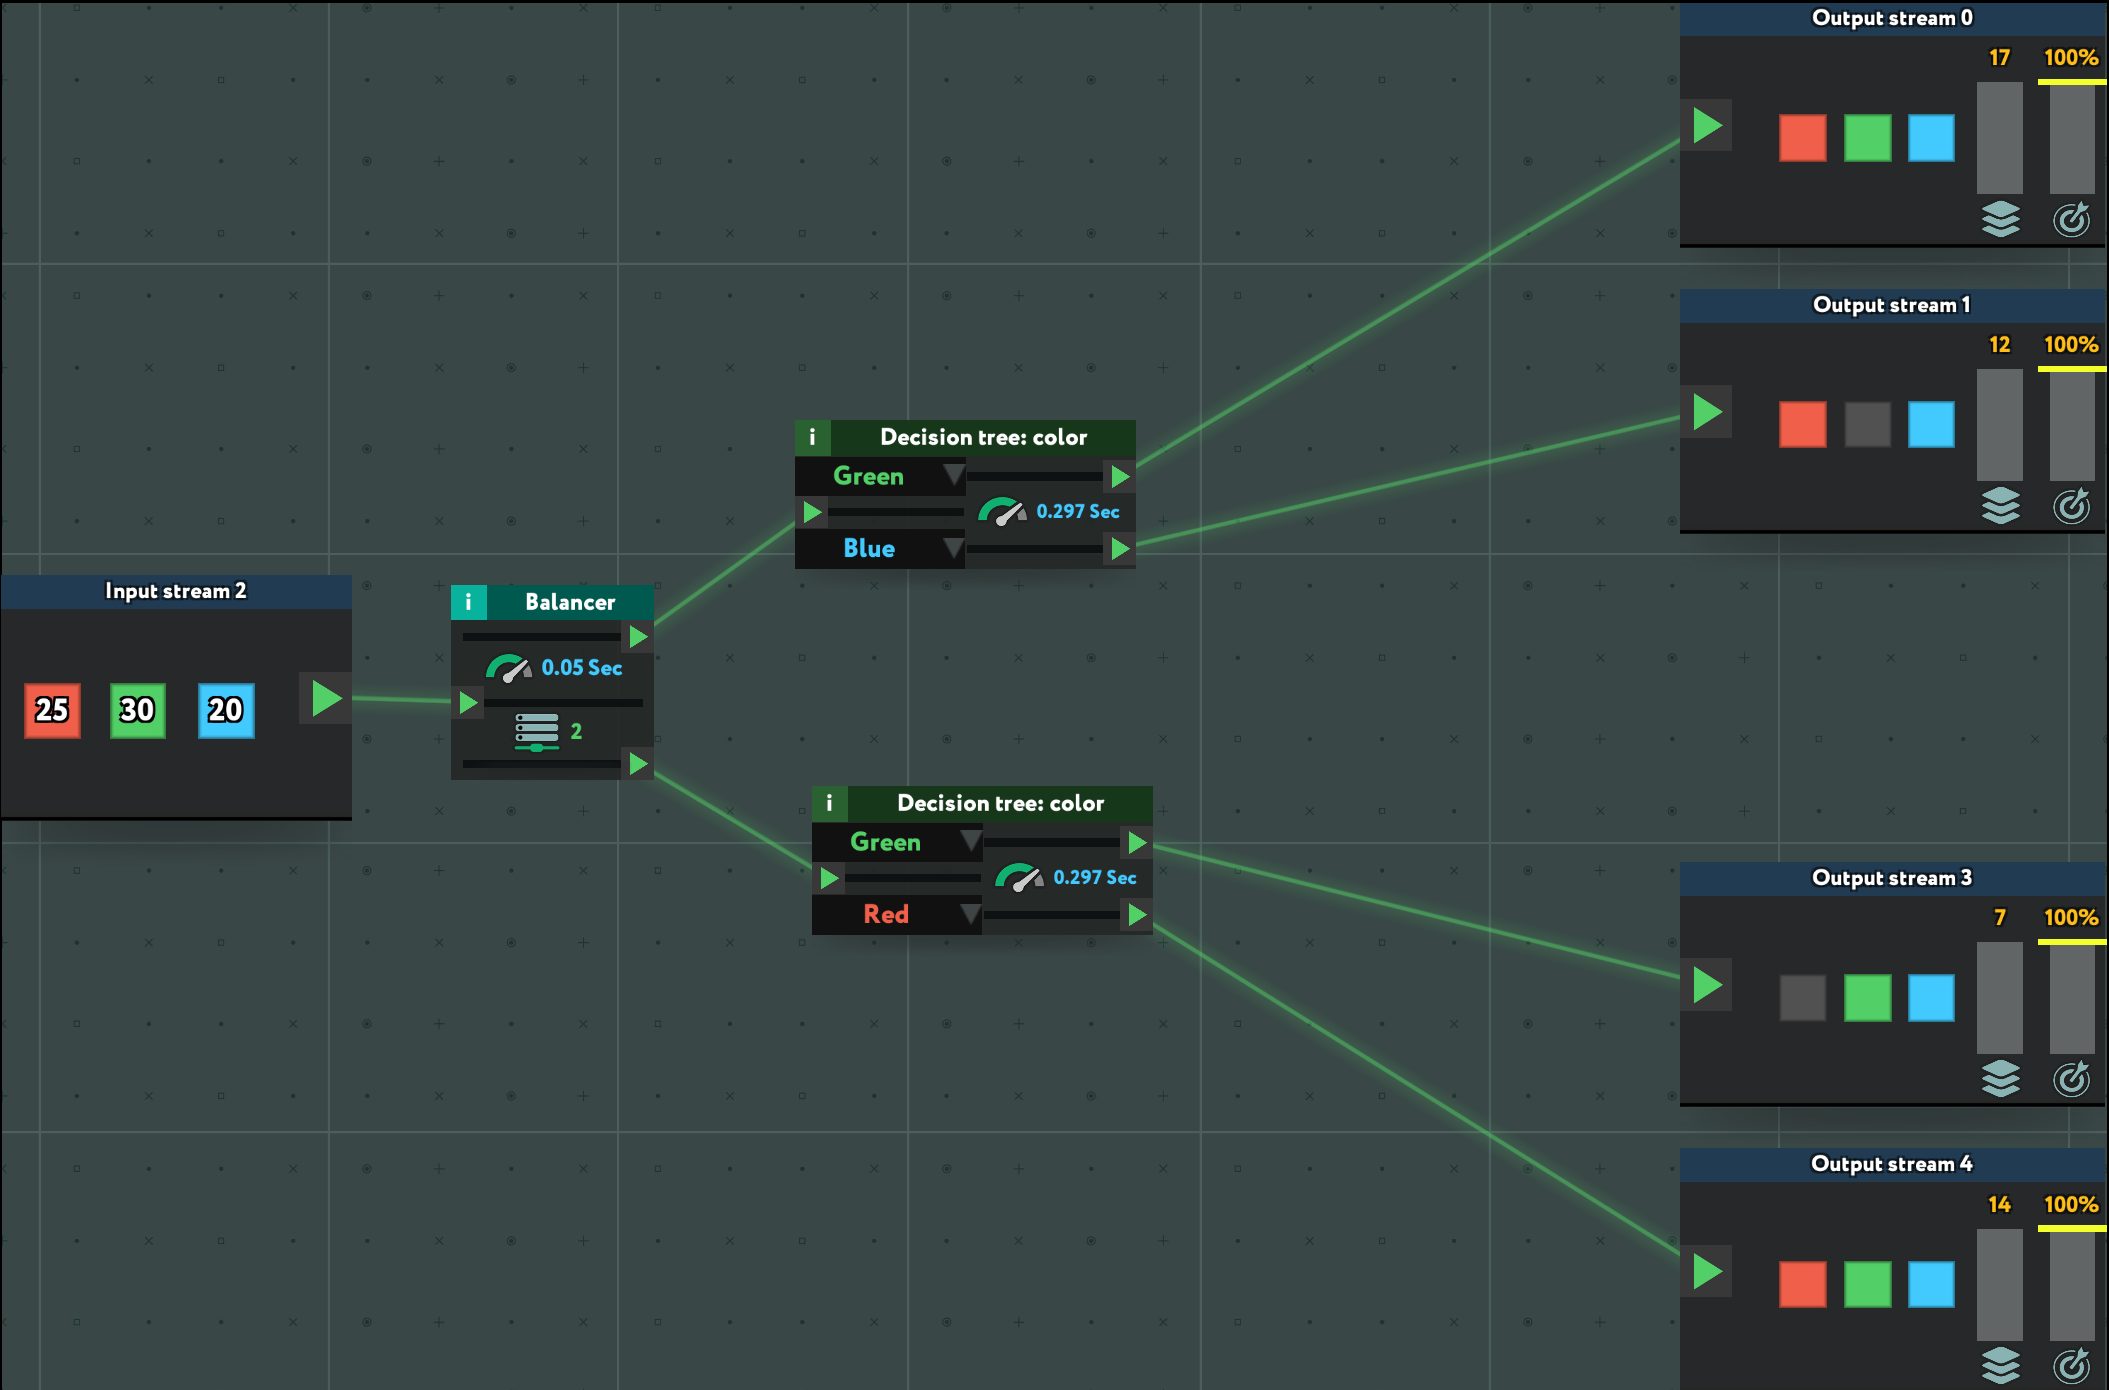 Output stream 0
17 100%
Output stream 1
12 100%
i Decision tree: color
Green
0.297 Sec
Blue
Input stream 2
25 30 20
i Balancer
0.05 Sec
2
i Decision tree: color
Green
0.297 Sec
Red
Output stream 3
7 100%
Output stream 4
14 100%